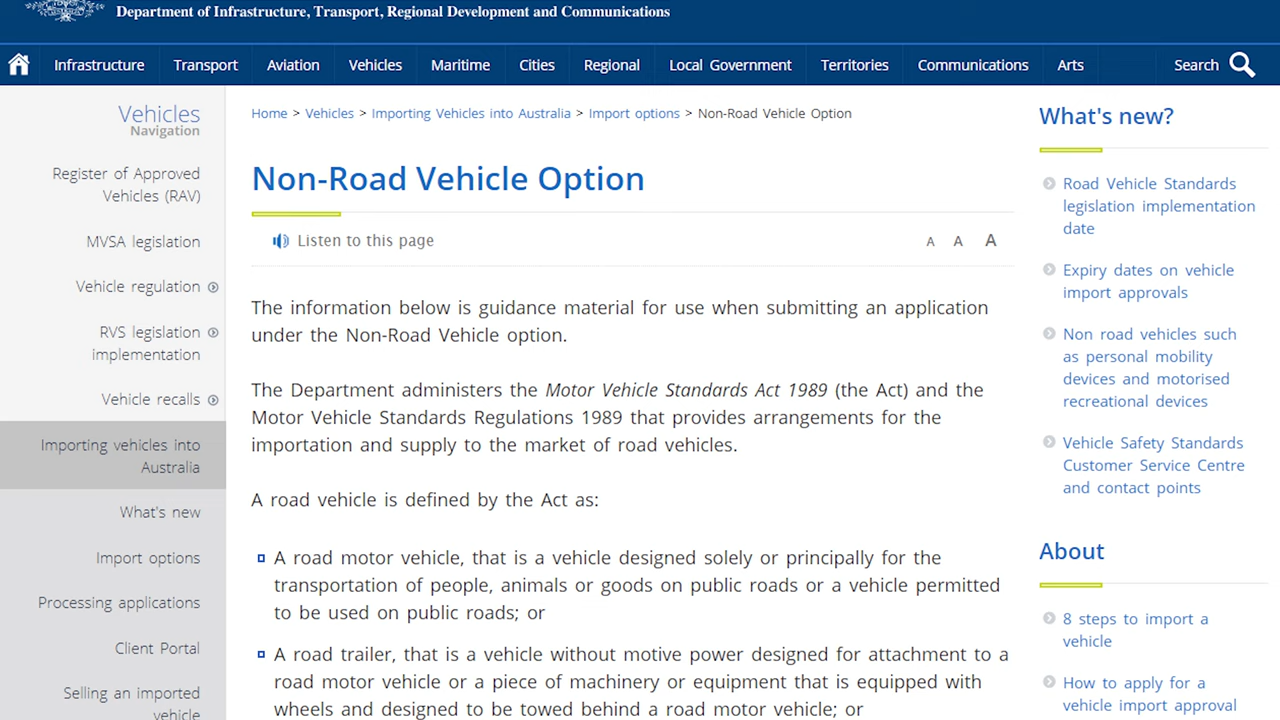 Department of Infrastructure, Transport, Regional Development and Communications
Infrastructure Transport Aviation Vehicles Maritime Cities Regional Local Government Territories Communications Arts Search
Vehicles
Navigation
Register of Approved
Vehicles (RAV)
MVSA legislation
Vehicle regulation
RVS legislation
implementation
Vehicle recalls
Importing vehicles into
Australia
What's new
Import options
Processing applications
Client Portal
Selling an imported
vehicle
Home > Vehicles > Importing Vehicles into Australia > Import options > Non-Road Vehicle Option
Non-Road Vehicle Option
Listen to this page
A A A
The information below is guidance material for use when submitting an application
under the Non-Road Vehicle option.
The Department administers the Motor Vehicle Standards Act 1989 (the Act) and the
Motor Vehicle Standards Regulations 1989 that provides arrangements for the
importation and supply to the market of road vehicles.
A road vehicle is defined by the Act as:
A road motor vehicle, that is a vehicle designed solely or principally for the
transportation of people, animals or goods on public roads or a vehicle permitted
to be used on public roads; or
A road trailer, that is a vehicle without motive power designed for attachment to a
road motor vehicle or a piece of machinery or equipment that is equipped with
wheels and designed to be towed behind a road motor vehicle; or
What's new?
Road Vehicle Standards
legislation implementation
date
Expiry dates on vehicle
import approvals
Non road vehicles such
as personal mobility
devices and motorised
recreational devices
Vehicle Safety Standards
Customer Service Centre
and contact points
About
8 steps to import a
vehicle
How to apply for a
vehicle import approval